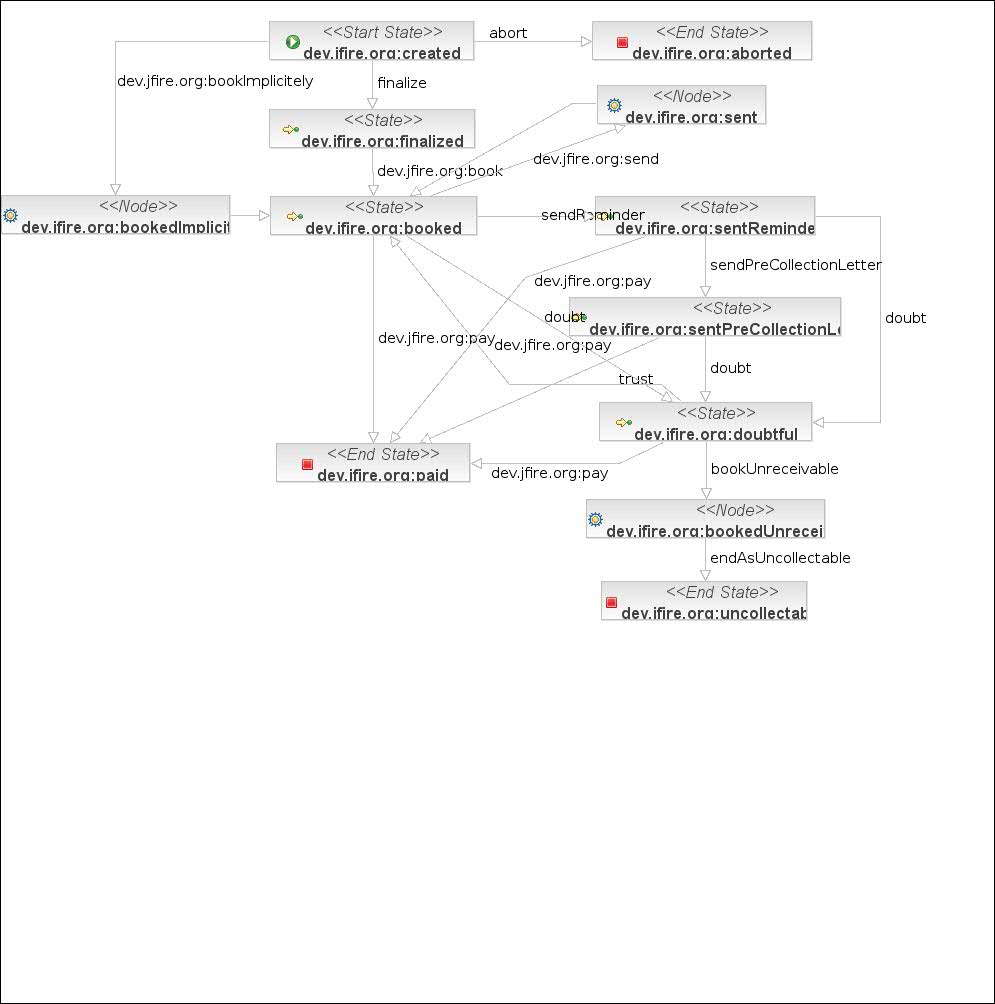 <<Start State>>
dev.jfire.org:created
abort
<<End State>>
dev.jfire.org:aborted
dev.jfire.org:bookImplicitely
finalize
<<Node>>
dev.jfire.org:sent
<<State>>
dev.jfire.org:finalized
dev.jfire.org:send
dev.jfire.org:book
<<Node>>
dev.jfire.org:bookedImplicit
<<State>>
dev.jfire.org:booked
sendReminder
<<State>>
dev.jfire.org:sentReminde
sendPreCollectionLetter
dev.jfire.org:pay
<<State>>
dev.jfire.org:sentPreCollectionL
doubt
doubt
dev.jfire.org:pay
dev.jfire.org:pay
doubt
trust
<<State>>
dev.jfire.org:doubtful
<<End State>>
dev.jfire.org:paid
dev.jfire.org:pay
bookUnreceivable
<<Node>>
dev.jfire.org:bookedUnrecei
endAsUncollectable
<<End State>>
dev.jfire.org:uncollectab